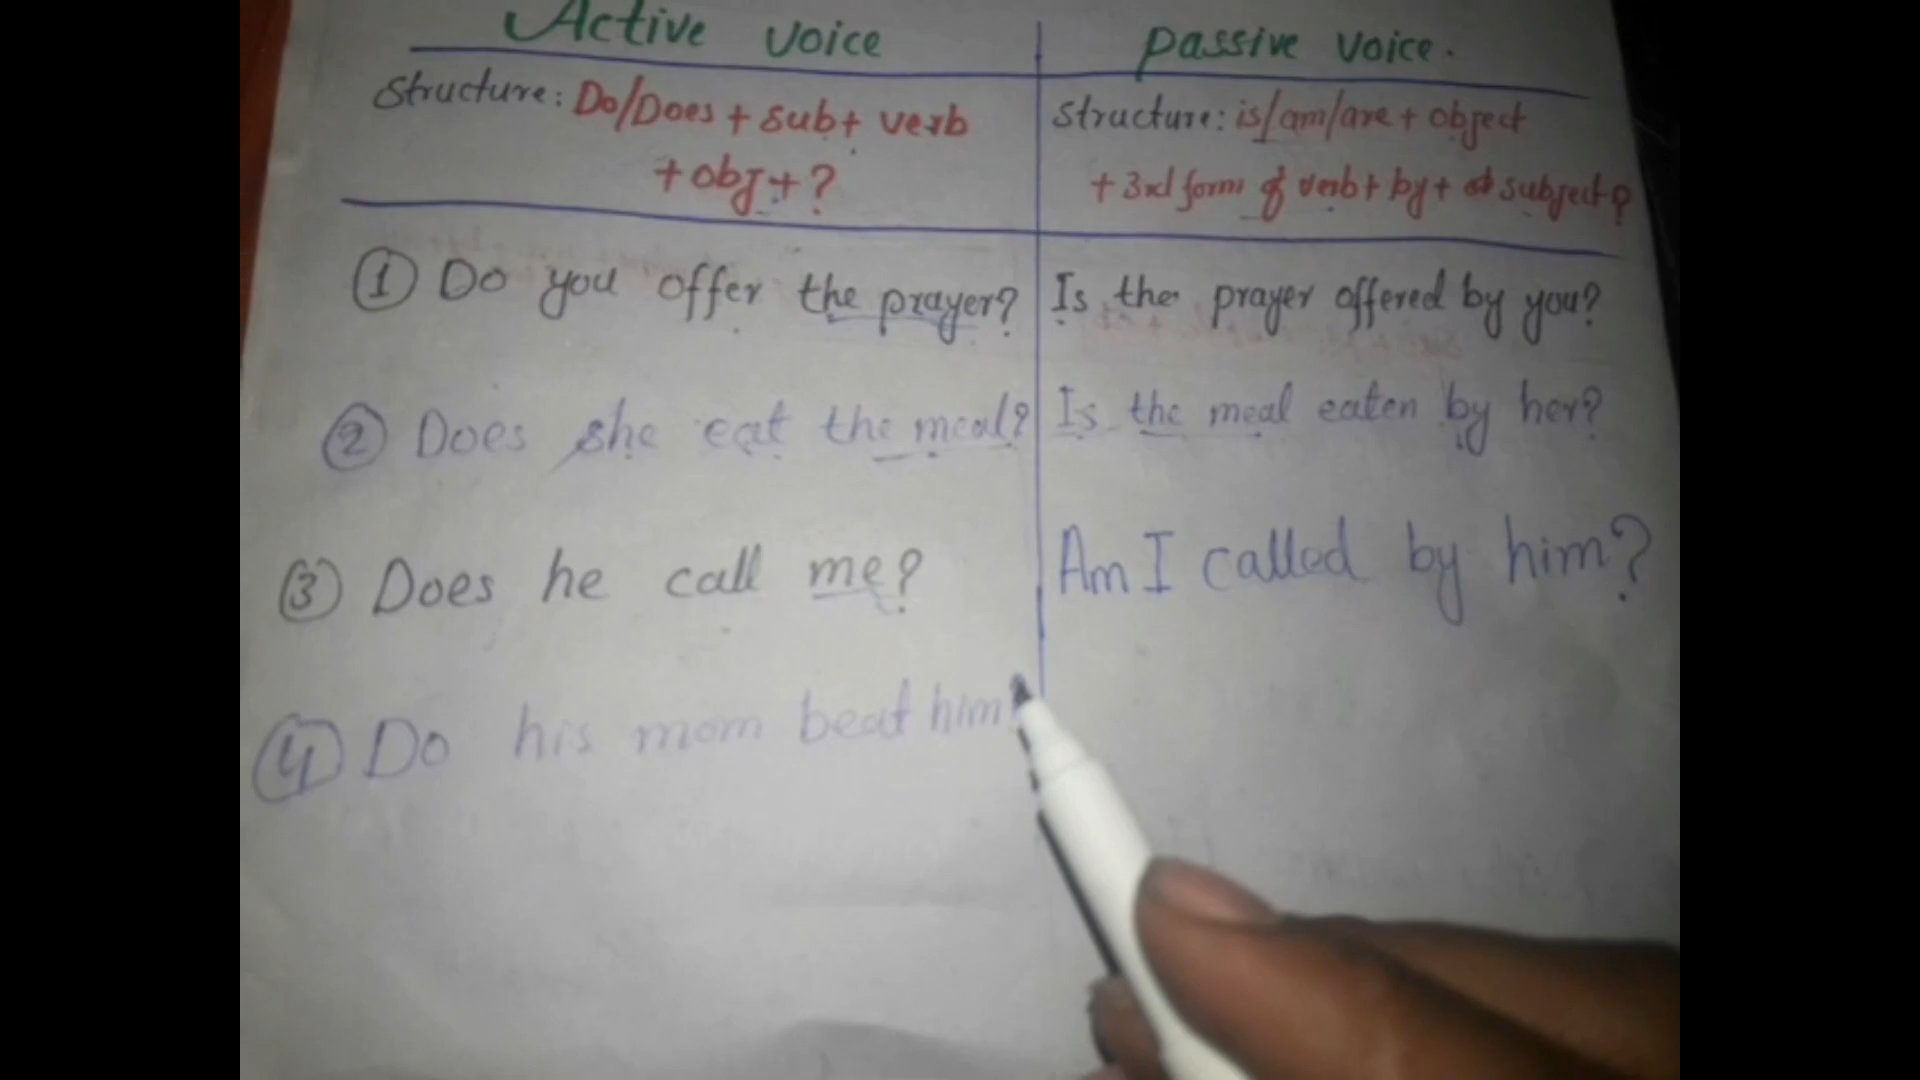 Active voice
passive voice.
Structure: Do/Does + sub + verb
+ obj + ?
Structure: is/am/are + object
+ 3rd form of verb + by + subject?
① Do you offer the prayer?
Is the prayer offered by you?
② Does she eat the meal?
Is the meal eaten by her?
③ Does he call me?
Am I called by him?
④ Do his mom beat him?